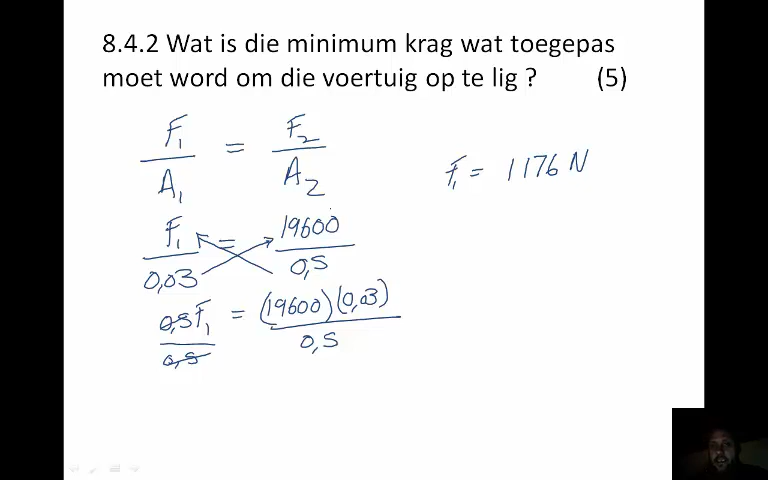 8.4.2 Wat is die minimum krag wat toegepas
moet word om die voertuig op te lig ? (5)
F₁/A₁ = F₂/A₂
F₁ = 1176 N
F₁/0,03 = 19600/0,5
0,5F₁/0,5 = (19600)(0,03)/0,5